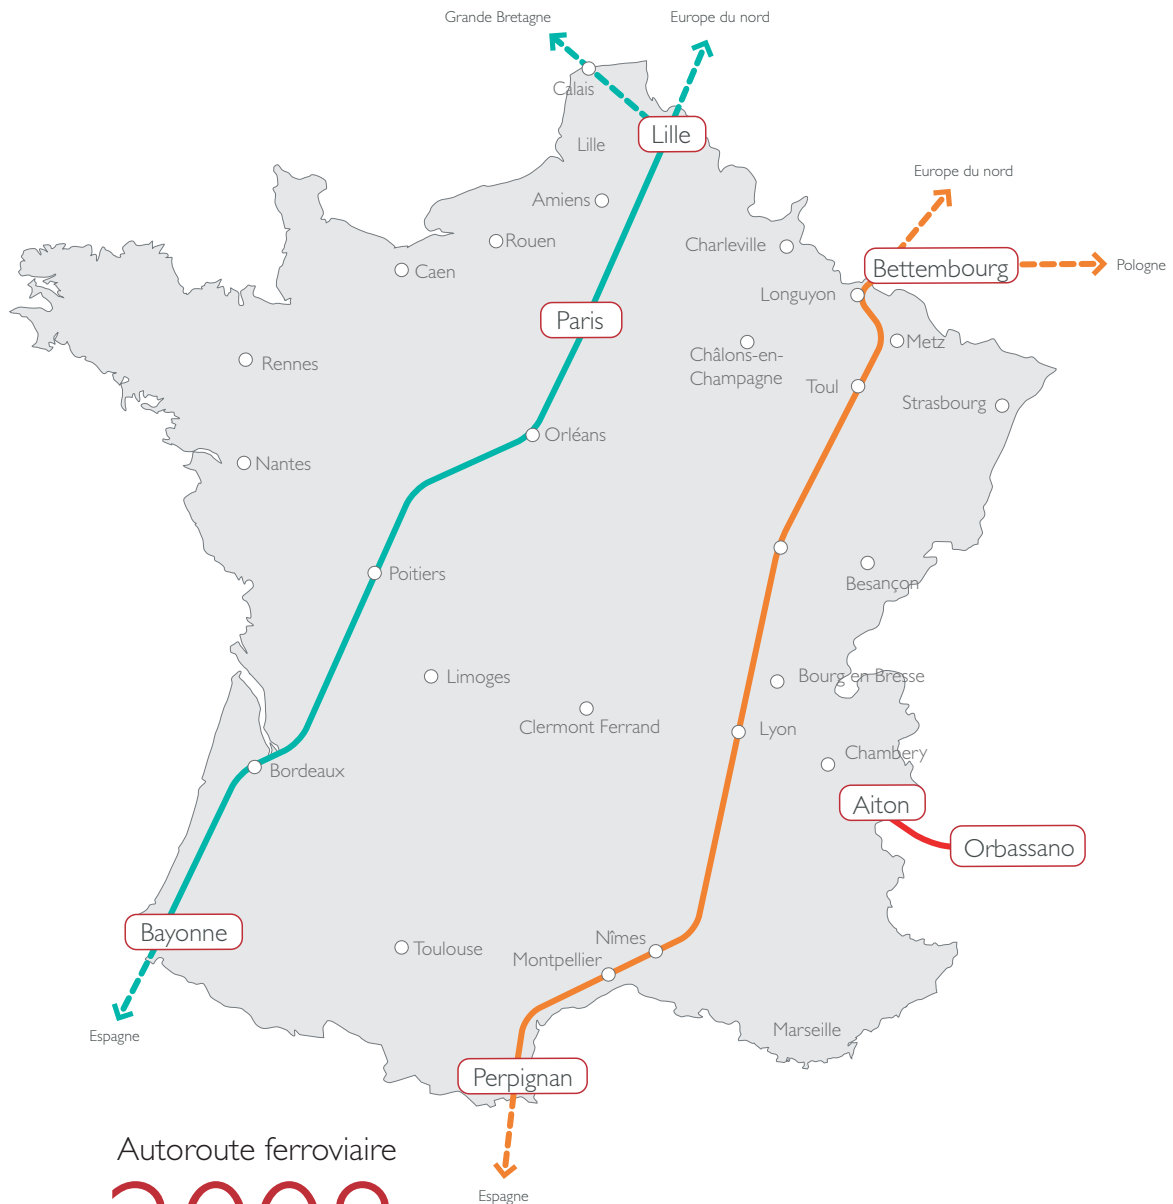 Grande Bretagne
Europe du nord
Calais
Lille
Lille
Amiens
Europe du nord
Rouen
Charleville
Caen
Bettembourg
Pologne
Longuyon
Paris
Metz
Châlons-en-
Champagne
Rennes
Toul
Strasbourg
Orléans
Nantes
Poitiers
Besançon
Limoges
Bourg en Bresse
Clermont Ferrand
Lyon
Chambery
Bordeaux
Aiton
Orbassano
Bayonne
Nîmes
Toulouse
Montpellier
Espagne
Marseille
Perpignan
Autoroute ferroviaire
Espagne